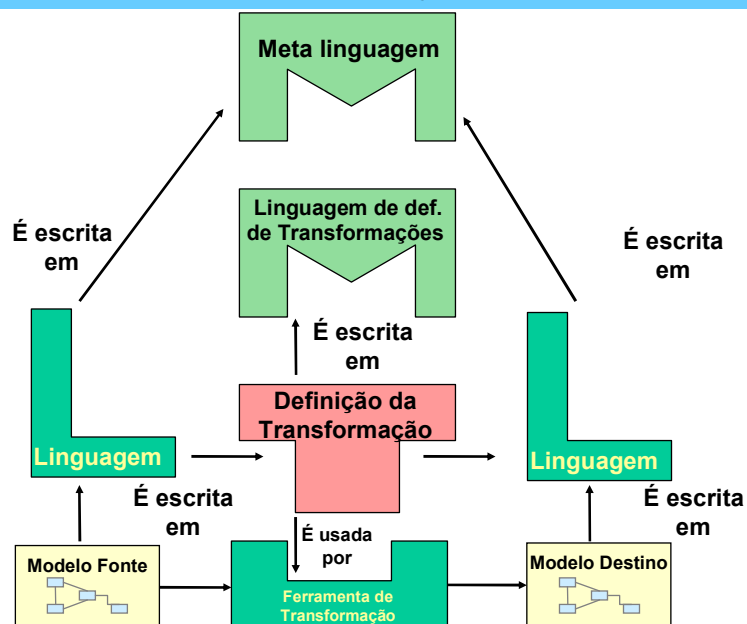 Meta linguagem
Linguagem de def.
de Transformações
É escrita
em
É escrita
em
É escrita
em
Definição da
Transformação
Linguagem
Linguagem
É escrita
em
É escrita
em
É usada
por
Modelo Fonte
Modelo Destino
Ferramenta de
Transformação